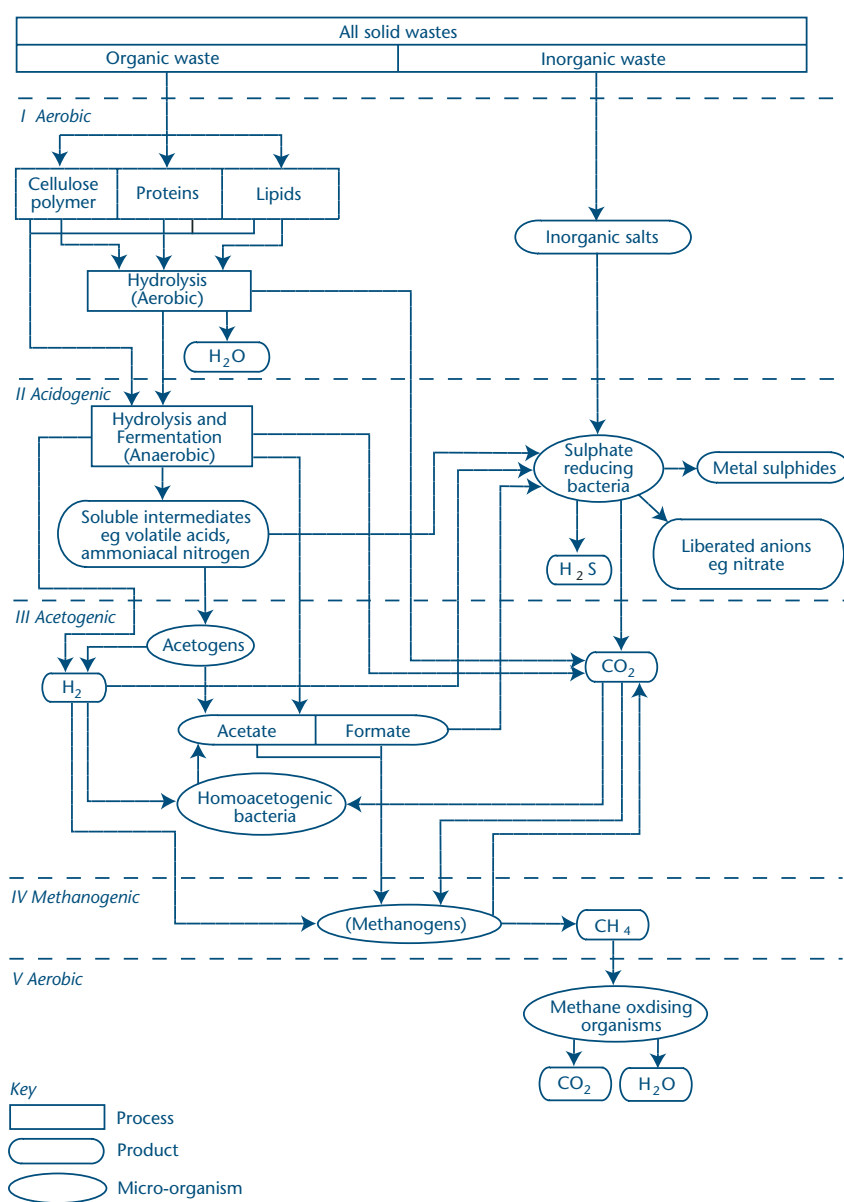 All solid wastes
Organic waste
Inorganic waste
I Aerobic
Cellulose
polymer
Proteins
Lipids
Inorganic salts
Hydrolysis
(Aerobic)
H2O
II Acidogenic
Hydrolysis and
Fermentation
(Anaerobic)
Sulphate
reducing
bacteria
Metal sulphides
Soluble intermediates
eg volatile acids,
ammoniacal nitrogen
Liberated anions
eg nitrate
H2S
III Acetogenic
Acetogens
CO2
H2
Acetate
Formate
Homoacetogenic
bacteria
IV Methanogenic
(Methanogens)
CH4
V Aerobic
Methane oxdising
organisms
CO2
H2O
Key
Process
Product
Micro-organism